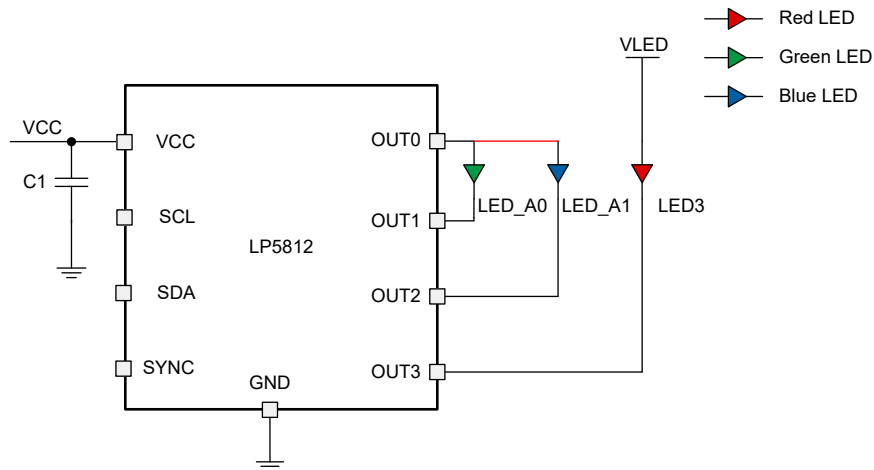 Red LED
VLED
Green LED
Blue LED
VCC
VCC
OUT0
C1
LED_A0
LED_A1
LED3
SCL
OUT1
LP5812
SDA
OUT2
SYNC
OUT3
GND